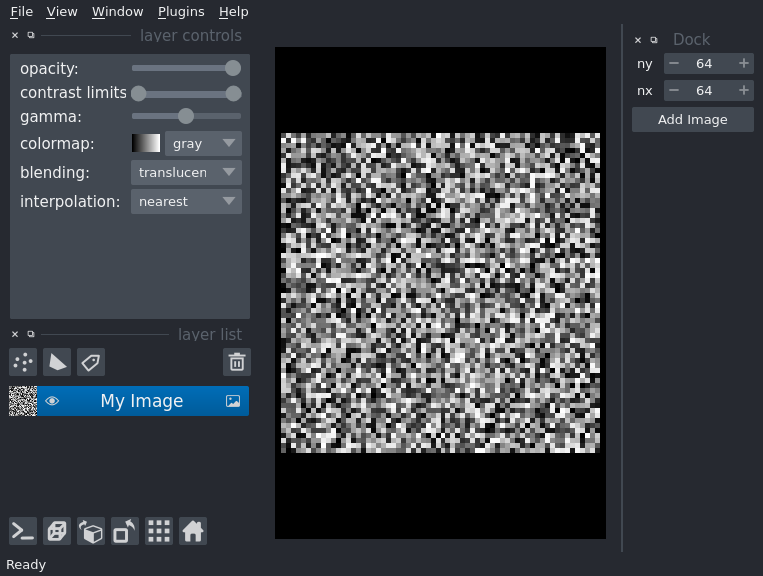 File View Window Plugins Help
layer controls
opacity:
contrast limits
gamma:
colormap: gray
blending: translucen
interpolation: nearest
layer list
My Image
Ready
Dock
ny 64
nx 64
Add Image